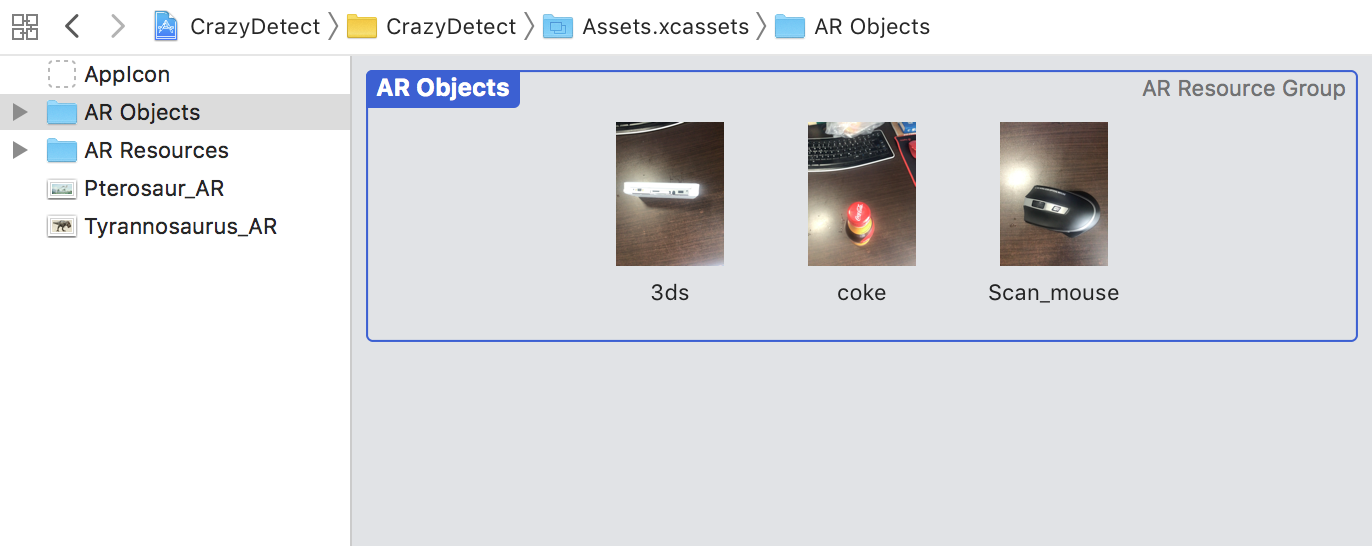 CrazyDetect CrazyDetect Assets.xcassets AR Objects
AppIcon
AR Objects
AR Resources
Pterosaur_AR
Tyrannosaurus_AR
AR Objects AR Resource Group
3ds coke Scan_mouse